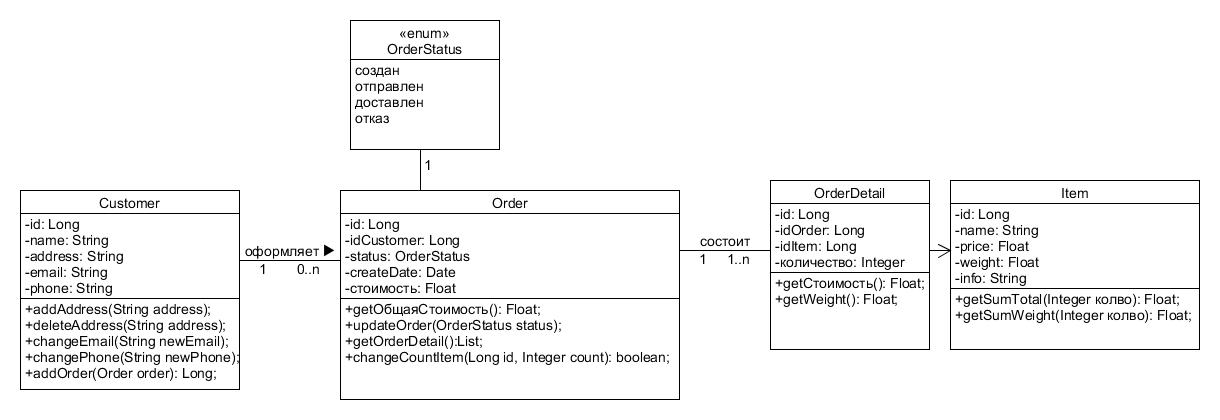 «enum»
OrderStatus
создан
отправлен
доставлен
отказ
1
Customer
-id: Long
-name: String
-address: String
-email: String
-phone: String
+addAddress(String address);
+deleteAddress(String address);
+changeEmail(String newEmail);
+changePhone(String newPhone);
+addOrder(Order order): Long;
оформляет
1 0..n
Order
-id: Long
-idCustomer: Long
-status: OrderStatus
-createDate: Date
-стоимость: Float
+getОбщаяСтоимость(): Float;
+updateOrder(OrderStatus status);
+getOrderDetail():List;
+changeCountItem(Long id, Integer count): boolean;
состоит
1 1..n
OrderDetail
-id: Long
-idOrder: Long
-idItem: Long
-количество: Integer
+getСтоимость(): Float;
+getWeight(): Float;
Item
-id: Long
-name: String
-price: Float
-weight: Float
-info: String
+getSumTotal(Integer колво): Float;
+getSumWeight(Integer колво): Float;